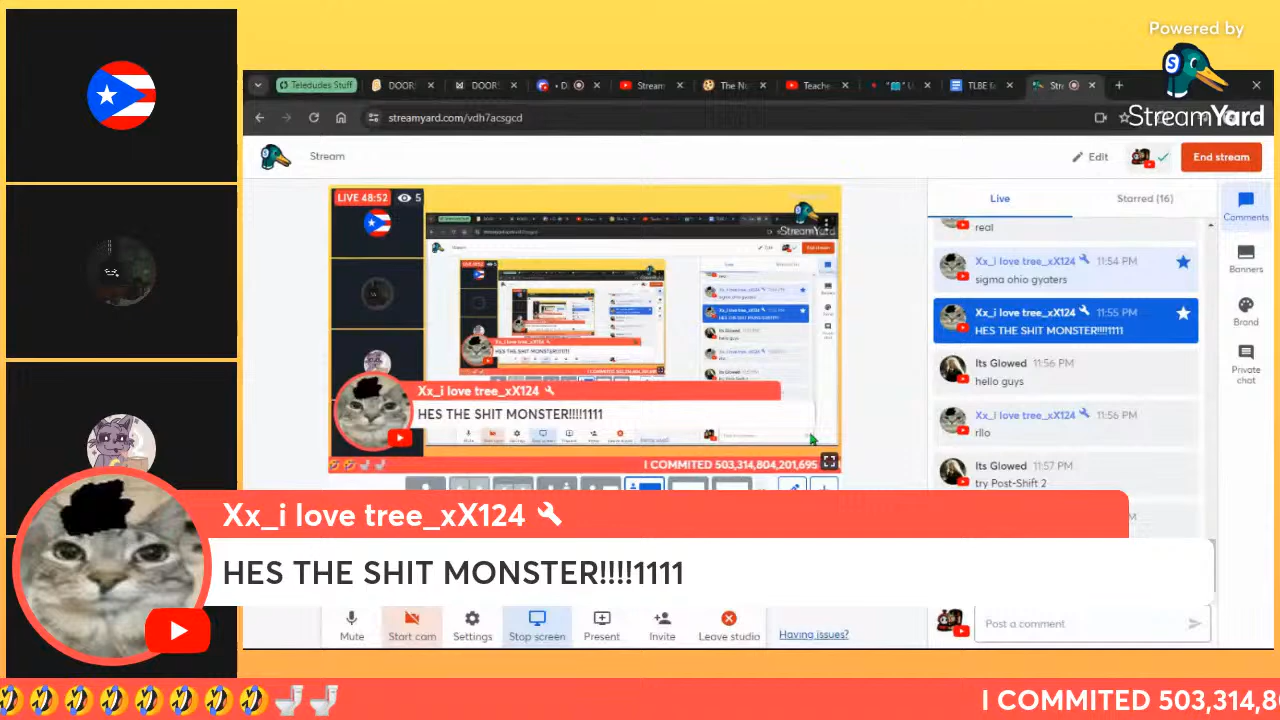 Powered by
StreamYard
Teledudes Stuff
DOOR
DOOR!
D
Stream
The Nu
Teache
TLBE
Str
streamyard.com/vdh7acsgcd
Stream
Edit
End stream
LIVE 48:52
5
Xx_i love tree_xX124
HES THE SHIT MONSTER!!!!1111
I COMMITED 503,314,804,201,695
Live
Starred (16)
real
Xx_i love tree_xX124 11:54 PM
sigma ohio gyaters
Xx_i love tree_xX124 11:55 PM
HES THE SHIT MONSTER!!!!1111
Its Glowed 11:56 PM
hello guys
Xx_i love tree_xX124 11:56 PM
rllo
Its Glowed 11:57 PM
try Post-Shift 2
Comments
Banners
Brand
Private
chat
Xx_i love tree_xX124
HES THE SHIT MONSTER!!!!1111
Mute
Start cam
Settings
Stop screen
Present
Invite
Leave studio
Having issues?
Post a comment
🤣🤣🤣🤣🤣🤣🤣🤣🚽🚽
I COMMITED 503,314,8